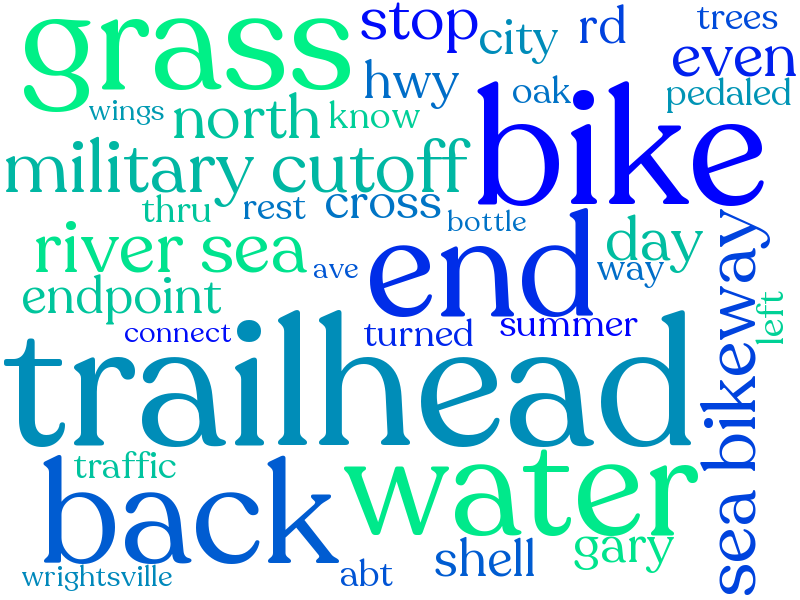 grass
stop
city
rd
trees
even
hwy
oak
pedaled
wings
north
know
bike
military cutoff
thru
rest
cross
bottle
river sea
ave
end
day
way
endpoint
connect
turned
summer
left
trailhead
sea bikeway
traffic
back
water
gary
shell
wrightsville
abt